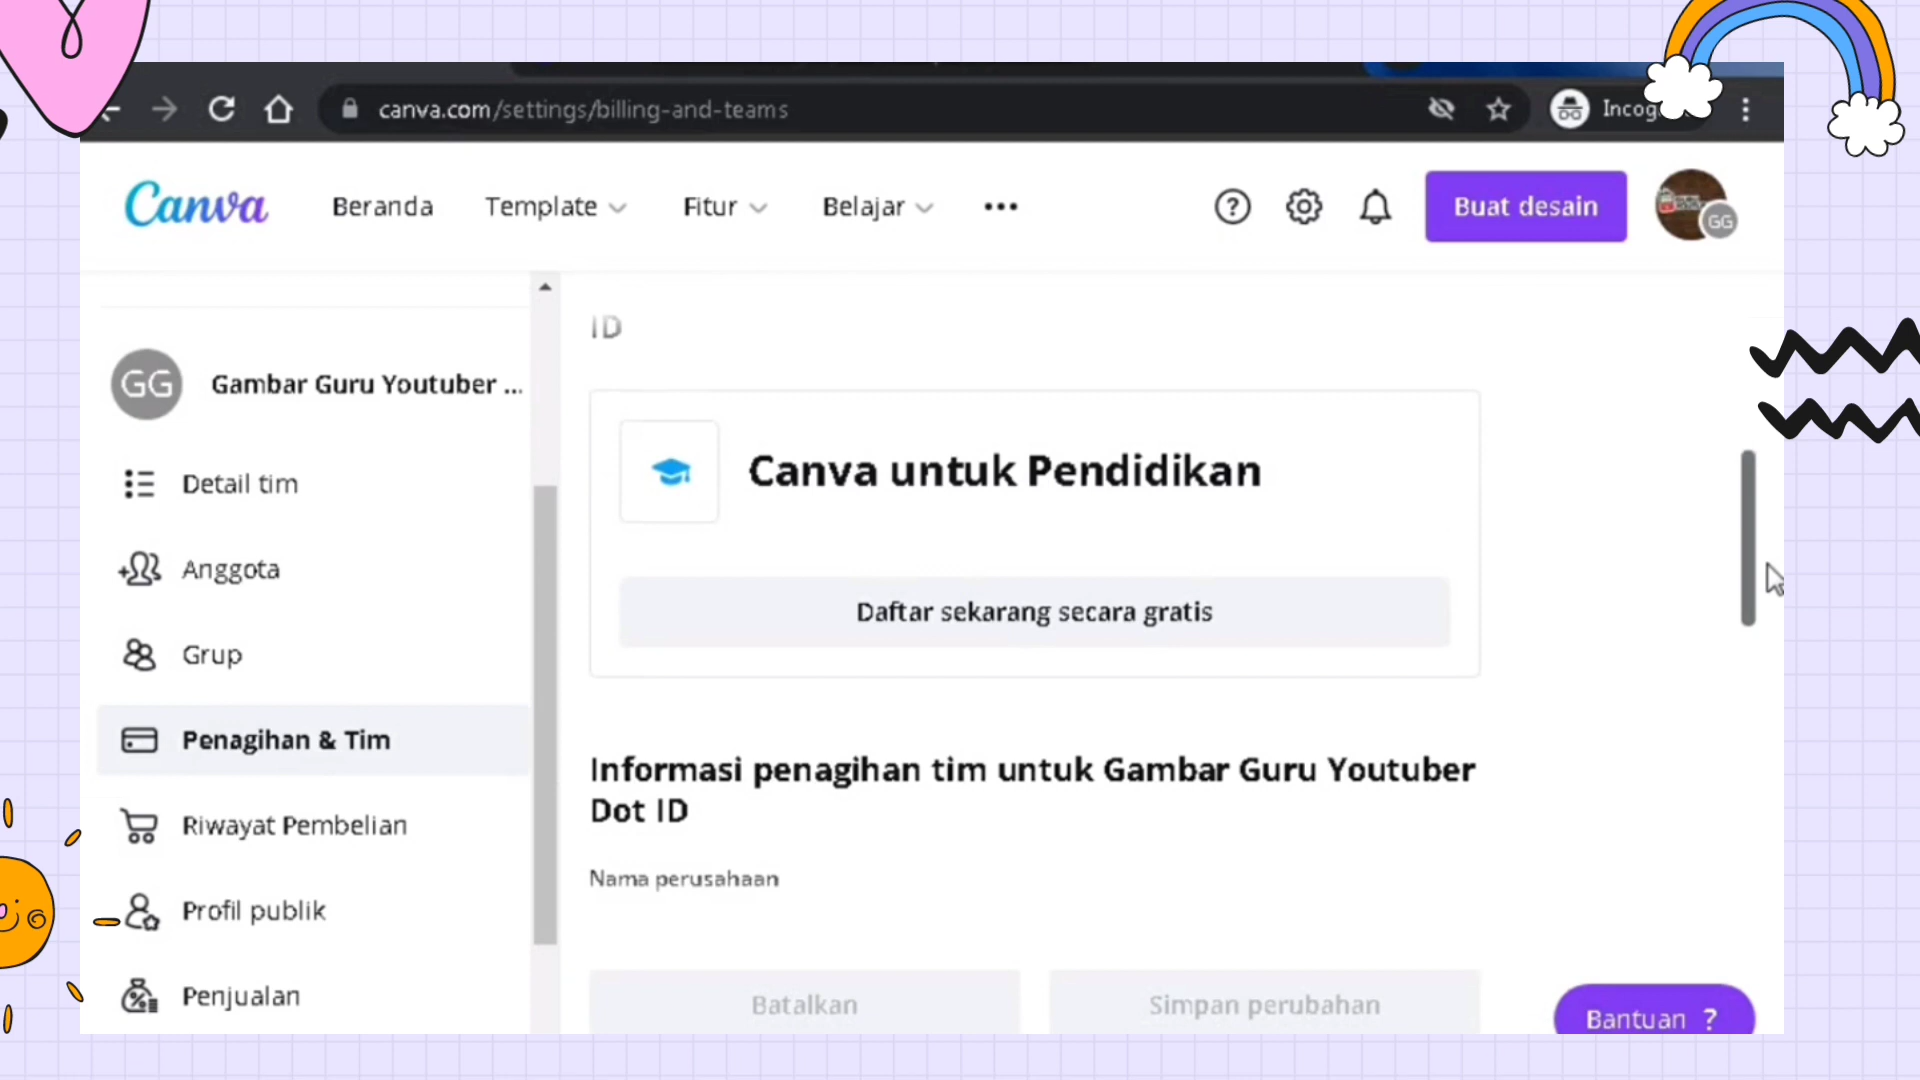 canva.com/settings/billing-and-teams
Canva Beranda Template Fitur Belajar ••• ? Buat desain GG
GG Gambar Guru Youtuber ...
Detail tim
Anggota
Grup
Penagihan & Tim
Riwayat Pembelian
Profil publik
Penjualan
ID
Canva untuk Pendidikan
Daftar sekarang secara gratis
Informasi penagihan tim untuk Gambar Guru Youtuber
Dot ID
Nama perusahaan
Batalkan Simpan perubahan
Bantuan ?